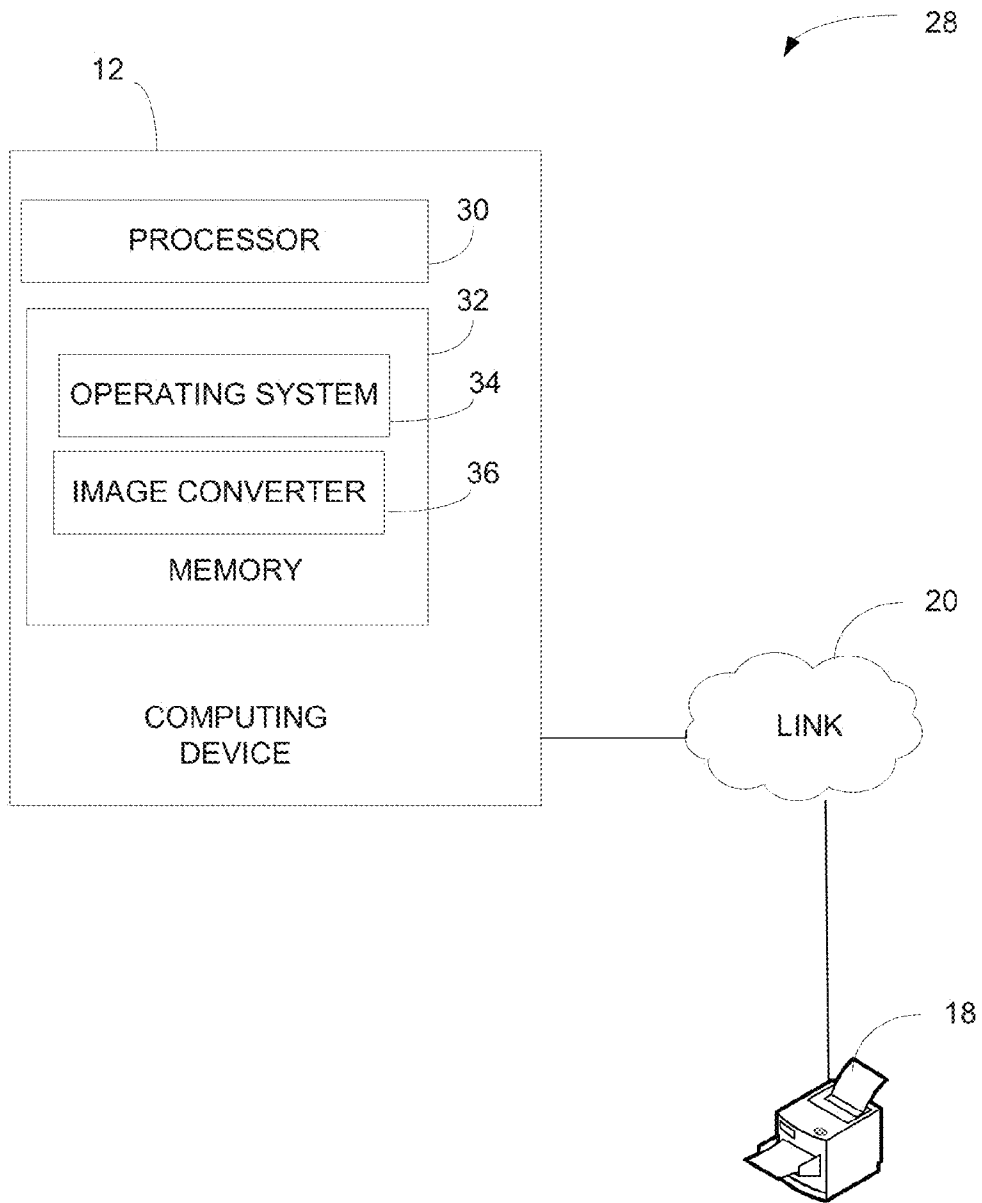 28
12
PROCESSOR
30
32
OPERATING SYSTEM
34
IMAGE CONVERTER
36
MEMORY
20
COMPUTING
DEVICE
LINK
18